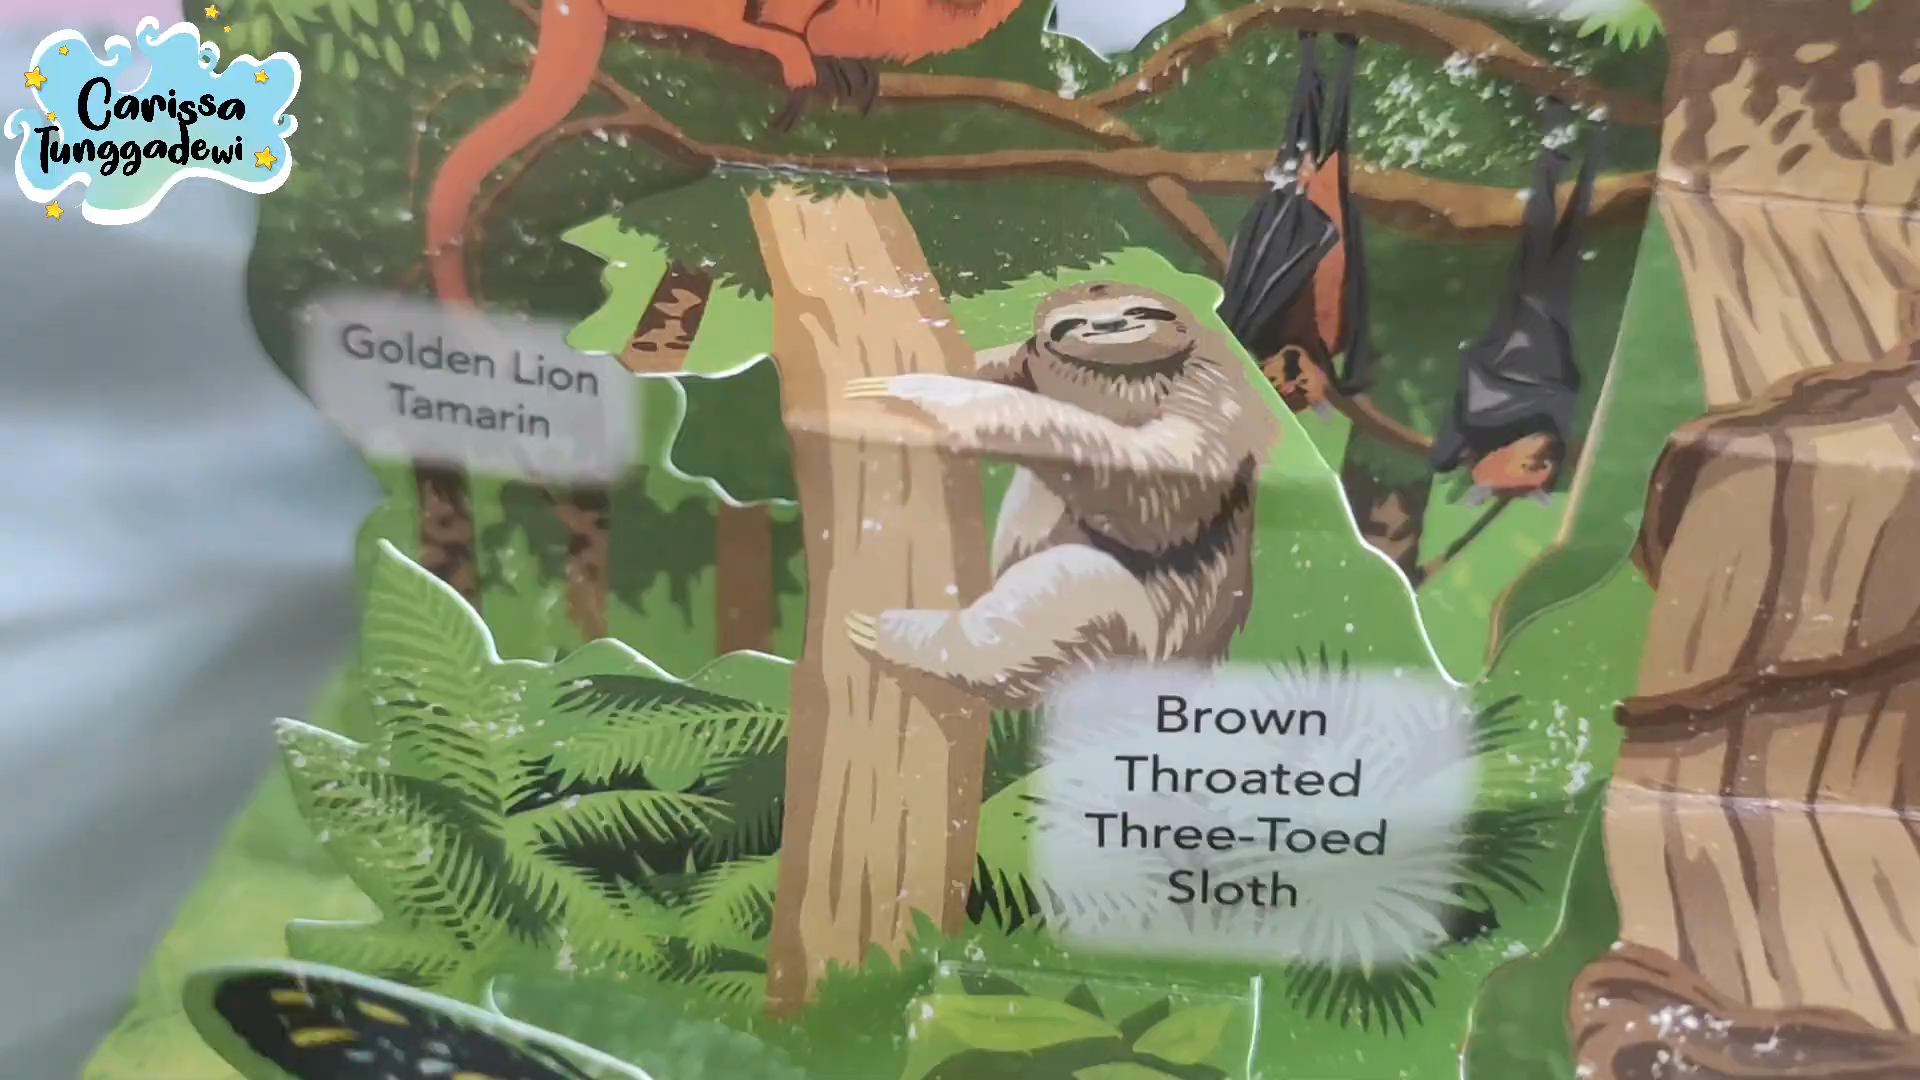 Carissa
Tunggadewi
Golden Lion
Tamarin
Brown
Throated
Three-Toed
Sloth